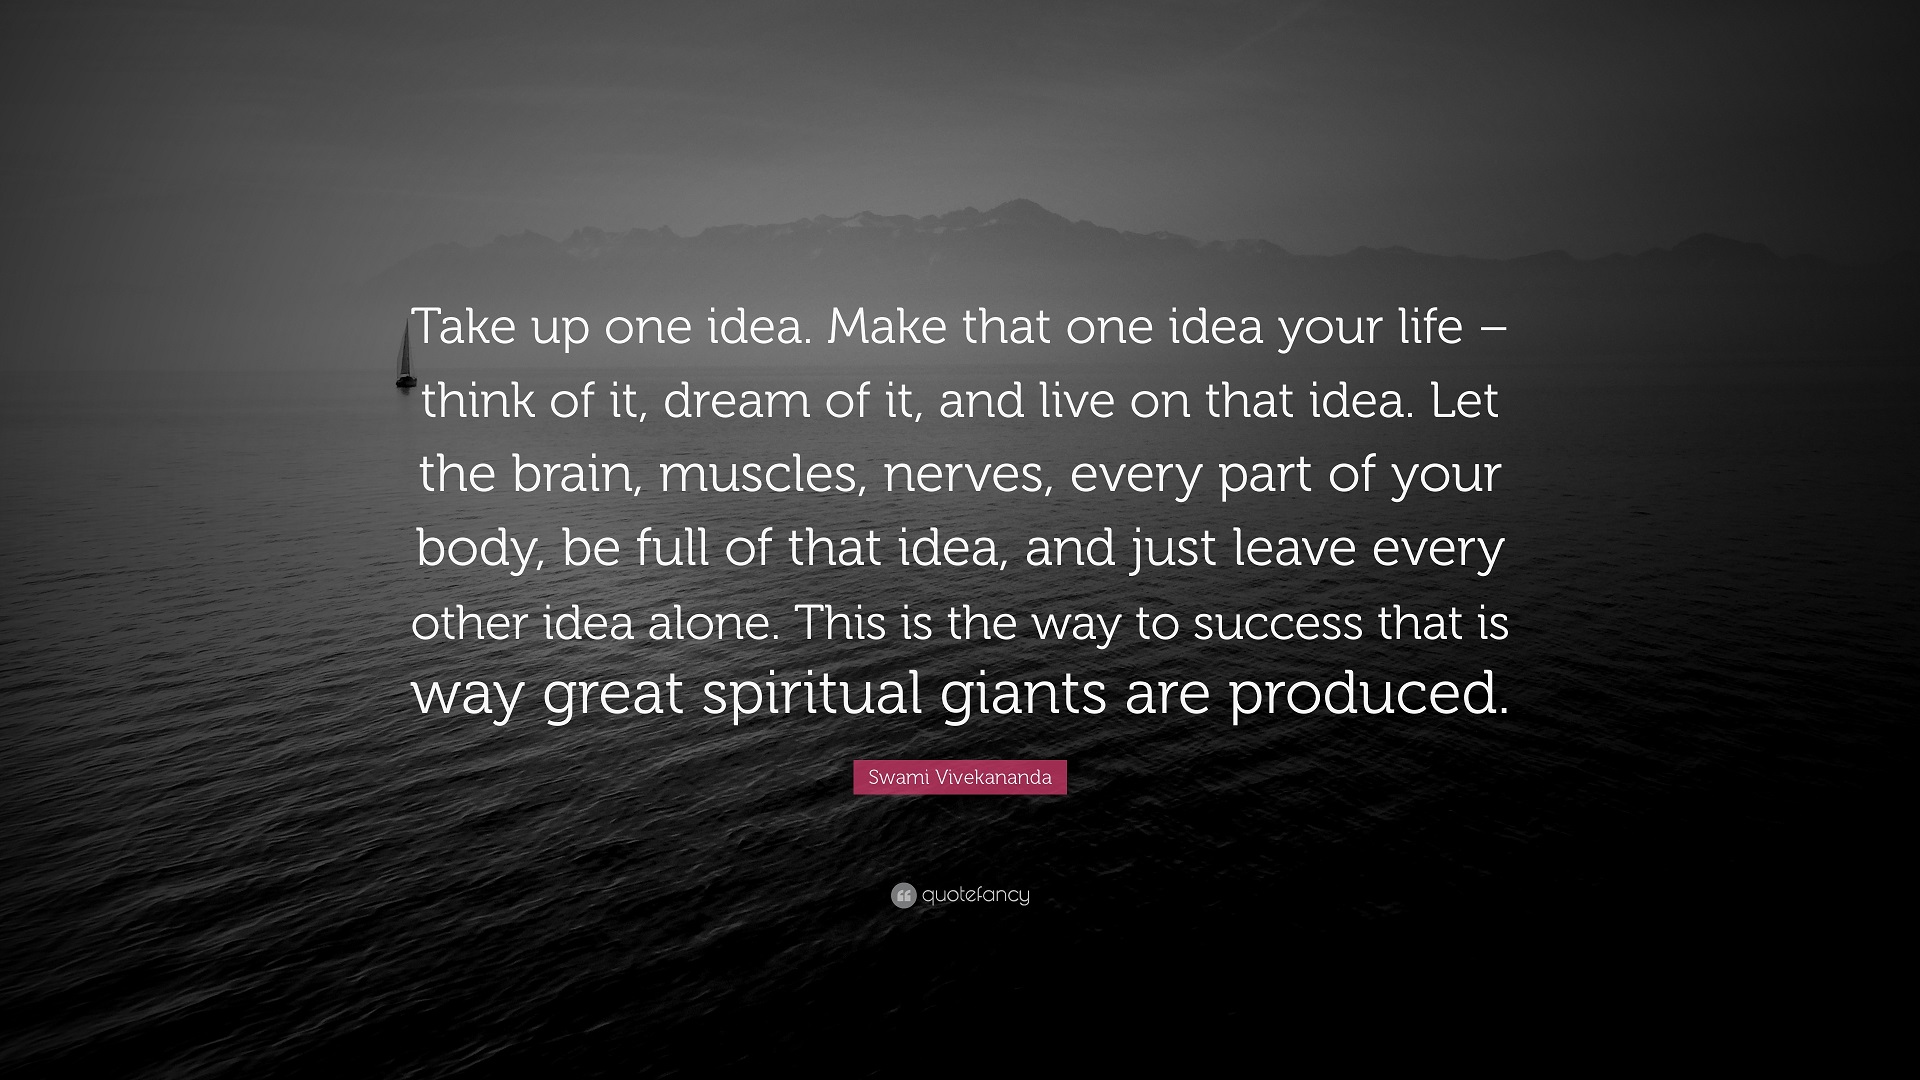 Take up one idea. Make that one idea your life –
think of it, dream of it, and live on that idea. Let
the brain, muscles, nerves, every part of your
body, be full of that idea, and just leave every
other idea alone. This is the way to success that is
way great spiritual giants are produced.
Swami Vivekananda
quotefancy